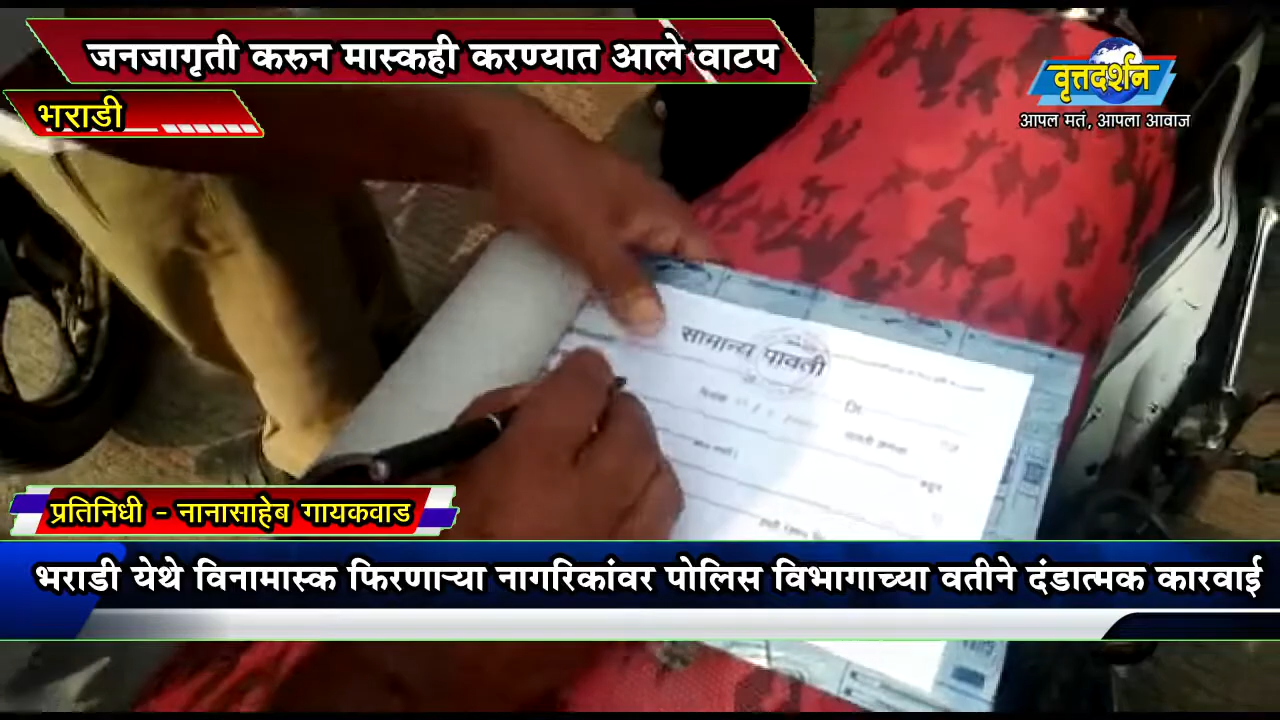 जनजागृती करुन मास्कही करण्यात आले वाटप
भराडी
वृत्तदर्शन
आपल मतं, आपला आवाज
सामान्य पावती
प्रतिनिधी - नानासाहेब गायकवाड
भराडी येथे विनामास्क फिरणाऱ्या नागरिकांवर पोलिस विभागाच्या वतीने दंडात्मक कारवाई